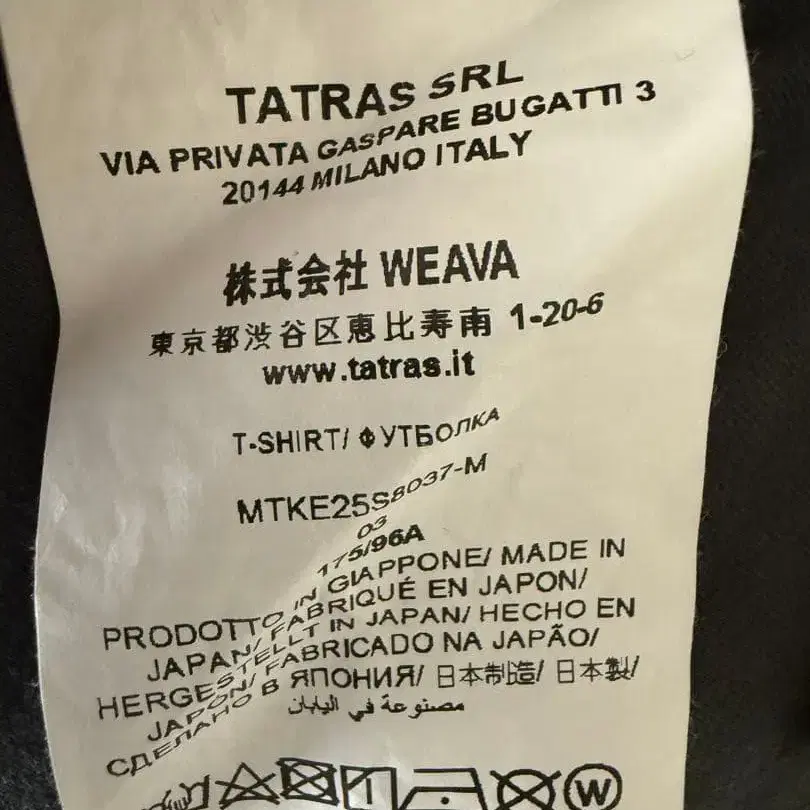 TATRAS SRL
VIA PRIVATA GASPARE BUGATTI 3
20144 MILANO ITALY
株式会社 WEAVA
東京都渋谷区恵比寿南 1-20-6
www.tatras.it
T-SHIRT/ ФУТБОЛКА
MTKE25S8037-M
03
175/96A
PRODOTTO IN GIAPPONE/ MADE IN
JAPAN/ FABRIQUÉ EN JAPON/
HERGESTELLT IN JAPAN/ HECHO EN
JAPÓN/ FABRICADO NA JAPÃO/
СДЕЛАНО В ЯПОНИЯ/ 日本制造/ 日本製/
مصنوعة في اليابان
W